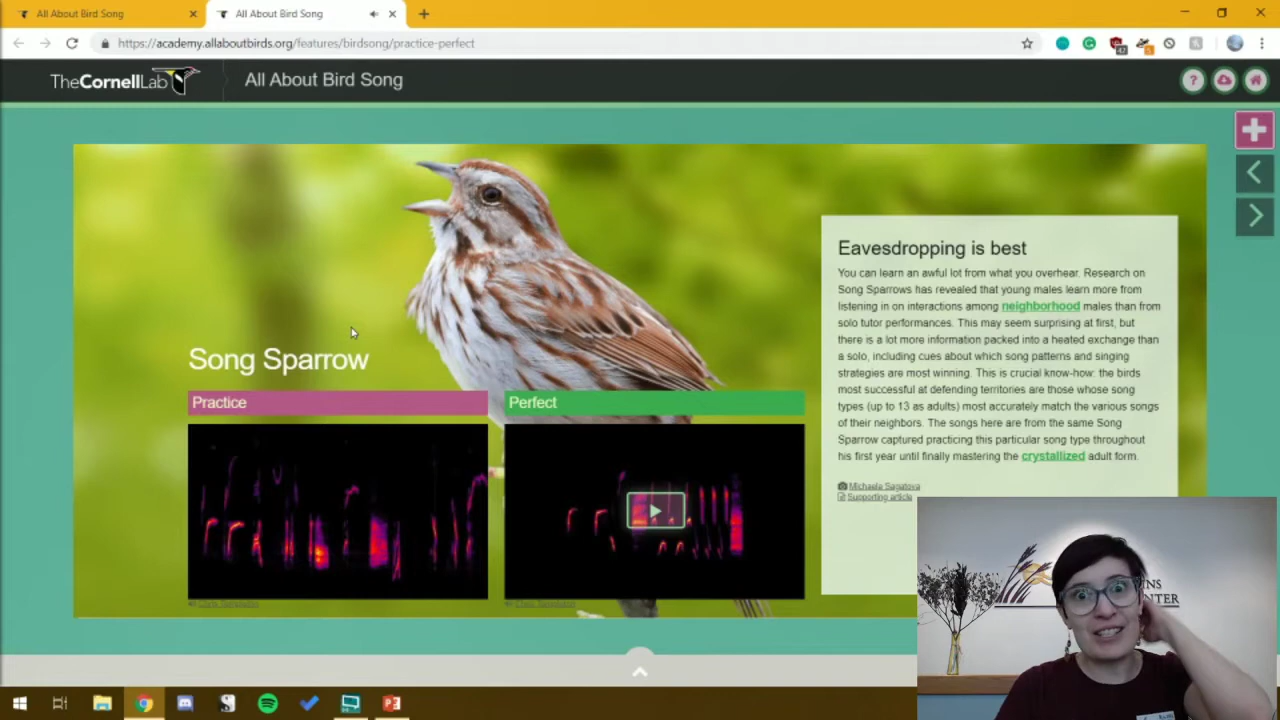 All About Bird Song
All About Bird Song
https://academy.allaboutbirds.org/features/birdsong/practice-perfect
TheCornellLab
All About Bird Song
?
Eavesdropping is best
You can learn an awful lot from what you overhear. Research on
Song Sparrows has revealed that young males learn more from
listening in on interactions among neighborhood males than from
solo tutor performances. This may seem surprising at first, but
there is a lot more information packed into a heated exchange than
a solo, including cues about which song patterns and singing
strategies are most winning. This is crucial know-how: the birds
most successful at defending territories are those whose song
types (up to 13 as adults) most accurately match the various songs
of their neighbors. The songs here are from the same Song
Sparrow captured practicing this particular song type throughout
his first year until finally mastering the crystallized adult form.
Supporting article
Song Sparrow
Practice
Perfect